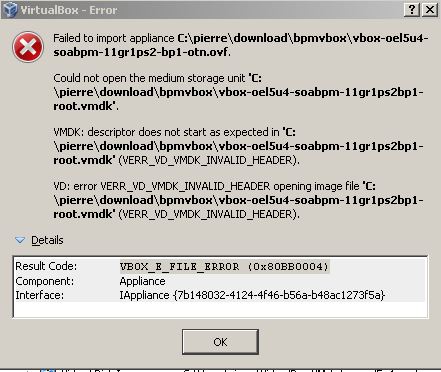 VirtualBox - Error
Failed to import appliance C:\pierre\download\bpmvbox\vbox-oel5u4-
soabpm-11gr1ps2-bp1-otn.ovf.
Could not open the medium storage unit 'C:
\pierre\download\bpmvbox\vbox-oel5u4-soabpm-11gr1ps2bp1-
root.vmdk'.
VMDK: descriptor does not start as expected in 'C:
\pierre\download\bpmvbox\vbox-oel5u4-soabpm-11gr1ps2bp1-
root.vmdk' (VERR_VD_VMDK_INVALID_HEADER).
VD: error VERR_VD_VMDK_INVALID_HEADER opening image file 'C:
\pierre\download\bpmvbox\vbox-oel5u4-soabpm-11gr1ps2bp1-
root.vmdk' (VERR_VD_VMDK_INVALID_HEADER).
Details
Result Code: VBOX_E_FILE_ERROR (0x80BB0004)
Component: Appliance
Interface: IAppliance {7b148032-4124-4f46-b56a-b48ac1273f5a}
OK